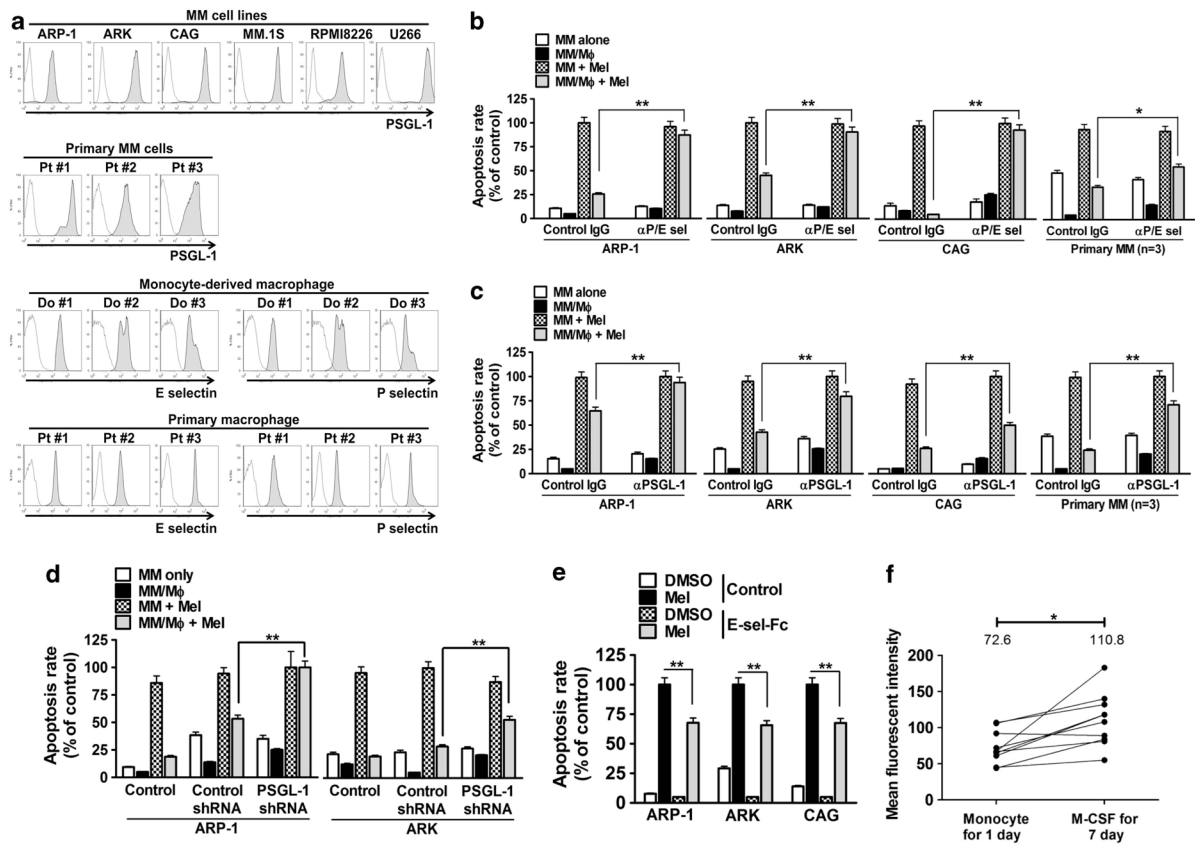 a
MM cell lines
ARP-1 ARK CAG MM.1S RPMI8226 U266
PSGL-1
Primary MM cells
Pt #1 Pt #2 Pt #3
PSGL-1
Monocyte-derived macrophage
Do #1 Do #2 Do #3 Do #1 Do #2 Do #3
E selectin P selectin
Primary macrophage
Pt #1 Pt #2 Pt #3 Pt #1 Pt #2 Pt #3
E selectin P selectin
b
MM alone
MM/Mϕ
MM + Mel
MM/Mϕ + Mel
Apoptosis rate
(% of control)
125
100
75
50
25
0
** ** ** *
Control IgG αP/E sel Control IgG αP/E sel Control IgG αP/E sel Control IgG αP/E sel
ARP-1 ARK CAG Primary MM (n=3)
c
MM alone
MM/Mϕ
MM + Mel
MM/Mϕ + Mel
Apoptosis rate
(% of control)
125
100
75
50
25
0
** ** ** **
Control IgG αPSGL-1 Control IgG αPSGL-1 Control IgG αPSGL-1 Control IgG αPSGL-1
ARP-1 ARK CAG Primary MM (n=3)
d
MM only
MM/Mϕ
MM + Mel
MM/Mϕ + Mel
Apoptosis rate
(% of control)
125
100
75
50
25
0
** **
Control Control PSGL-1 Control Control PSGL-1
shRNA shRNA shRNA shRNA
ARP-1 ARK
e
DMSO
Mel
Control
DMSO
Mel
E-sel-Fc
Apoptosis rate
(% of control)
125
100
75
50
25
0
** ** **
ARP-1 ARK CAG
f
*
72.6 110.8
Mean fluorescent intensity
200
150
100
50
0
Monocyte M-CSF for
for 1 day 7 day